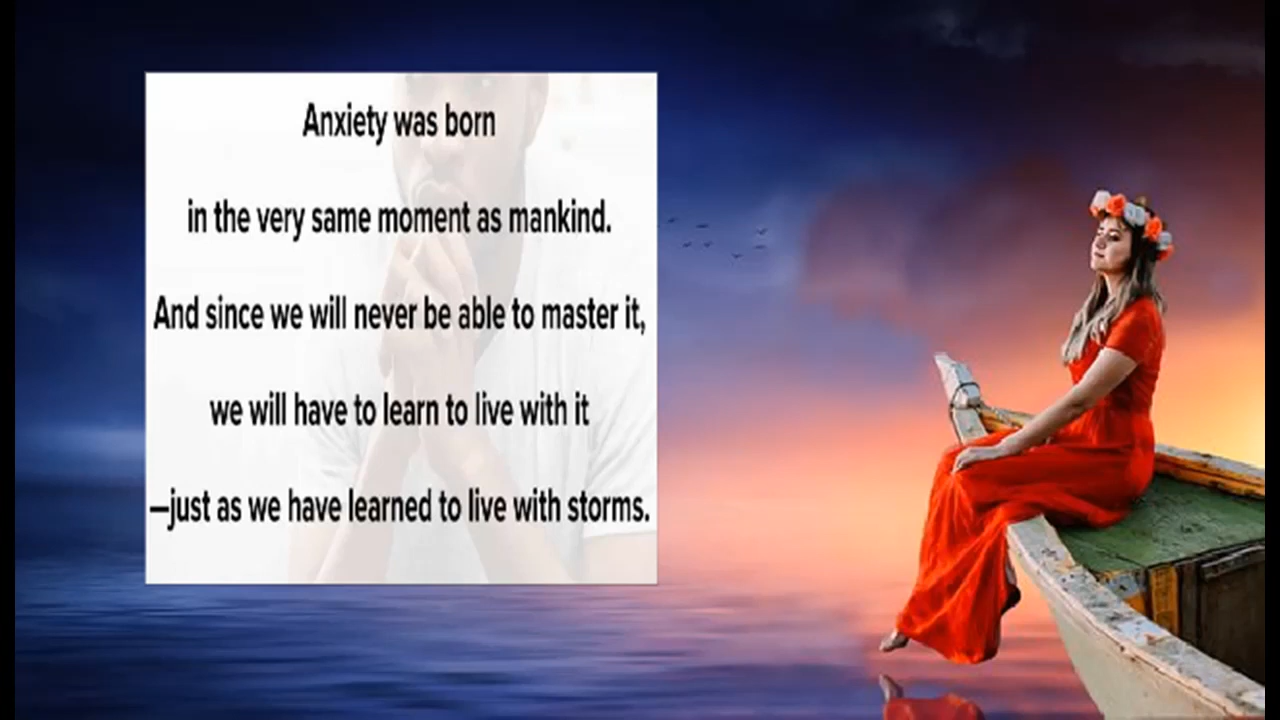 Anxiety was born
in the very same moment as mankind.
And since we will never be able to master it,
we will have to learn to live with it
—just as we have learned to live with storms.